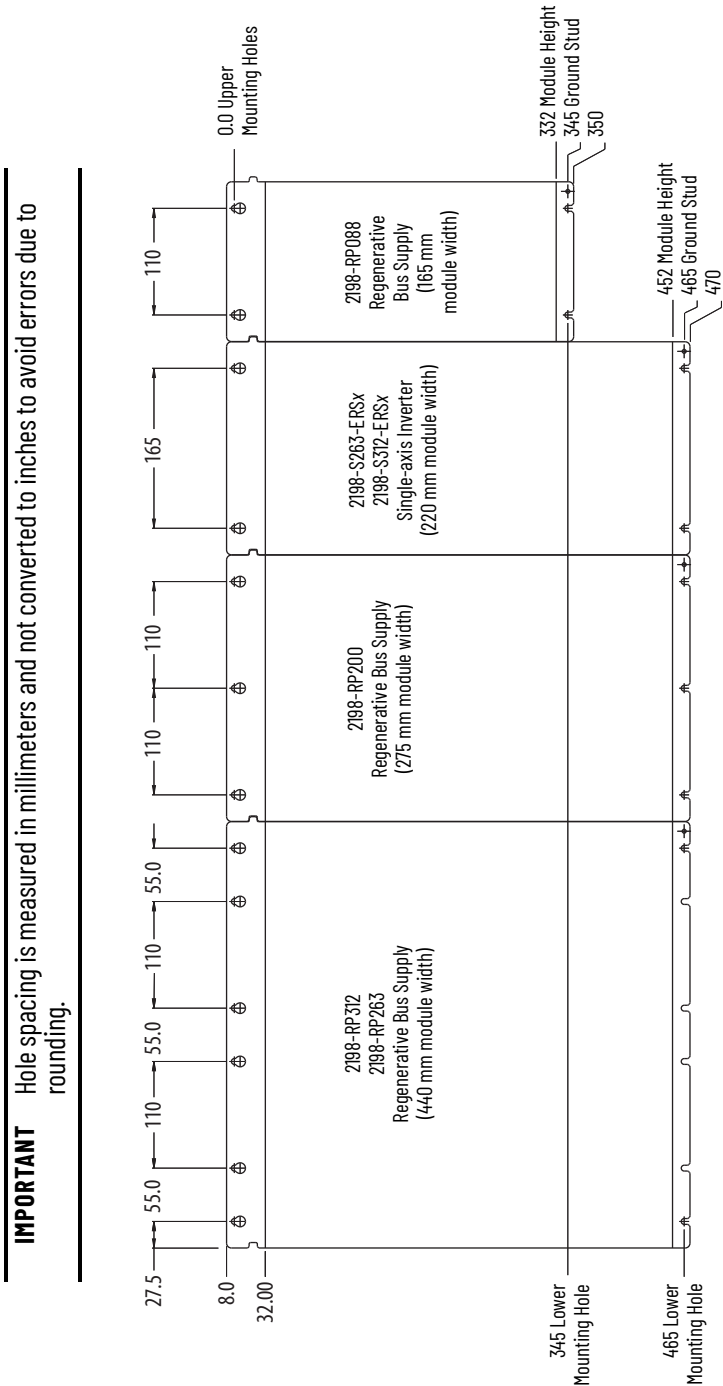 IMPORTANT Hole spacing is measured in millimeters and not converted to inches to avoid errors due to
rounding.
27.5
55.0
110
55.0
110
55.0
110
110
165
110
8.0
32.00
0.0 Upper
Mounting Holes
2198-RP312
2198-RP263
Regenerative Bus Supply
(440 mm module width)
2198-RP200
Regenerative Bus Supply
(275 mm module width)
2198-S263-ERSx
2198-S312-ERSx
Single-axis Inverter
(220 mm module width)
2198-RP088
Regenerative
Bus Supply
(165 mm
module width)
332 Module Height
345 Ground Stud
350
345 Lower
Mounting Hole
452 Module Height
465 Ground Stud
470
465 Lower
Mounting Hole